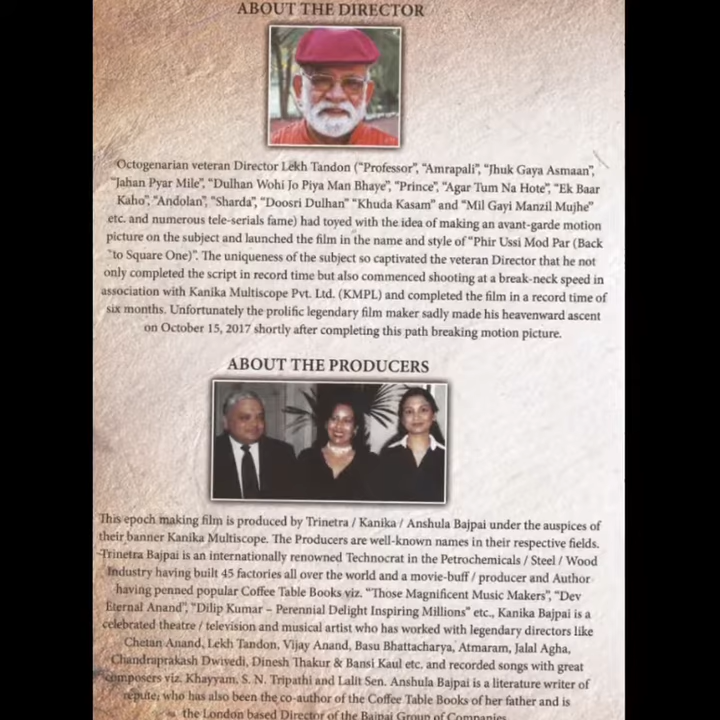 ABOUT THE DIRECTOR
Octogenarian veteran Director Lekh Tandon ("Professor", "Amrapali", "Jhuk Gaya Asmaan",
"Jahan Pyar Mile", "Dulhan Wohi Jo Piya Man Bhaye", "Prince", "Agar Tum Na Hote", "Ek Baar
Kaho", "Andolan", "Sharda", "Doosri Dulhan" "Khuda Kasam" and "Mil Gayi Manzil Mujhe"
etc. and numerous tele-serials fame) had toyed with the idea of making an avant-garde motion
picture on the subject and launched the film in the name and style of "Phir Ussi Mod Par (Back
to Square One)". The uniqueness of the subject so captivated the veteran Director that he not
only completed the script in record time but also commenced shooting at a break-neck speed in
association with Kanika Multiscope Pvt. Ltd. (KMPL) and completed the film in a record time of
six months. Unfortunately the prolific legendary film maker sadly made his heavenward ascent
on October 15, 2017 shortly after completing this path breaking motion picture.
ABOUT THE PRODUCERS
This epoch making film is produced by Trinetra / Kanika / Anshula Bajpai under the auspices of
their banner Kanika Multiscope. The Producers are well-known names in their respective fields.
Trinetra Bajpai is an internationally renowned Technocrat in the Petrochemicals / Steel / Wood
Industry having built 45 factories all over the world and a movie-buff / producer and Author
having penned popular Coffee Table Books viz. "Those Magnificent Music Makers", "Dev
Eternal Anand", "Dilip Kumar – Perennial Delight Inspiring Millions" etc., Kanika Bajpai is a
celebrated theatre / television and musical artist who has worked with legendary directors like
Chetan Anand, Lekh Tandon, Vijay Anand, Basu Bhattacharya, Atmaram, Jalal Agha,
Chandraprakash Dwivedi, Dinesh Thakur & Bansi Kaul etc. and recorded songs with great
composers viz. Khayyam, S. N. Tripathi and Lalit Sen. Anshula Bajpai is a literature writer of
repute, who has also been the co-author of the Coffee Table Books of her father and is
the London based Director of the Bajpai Group of Companies